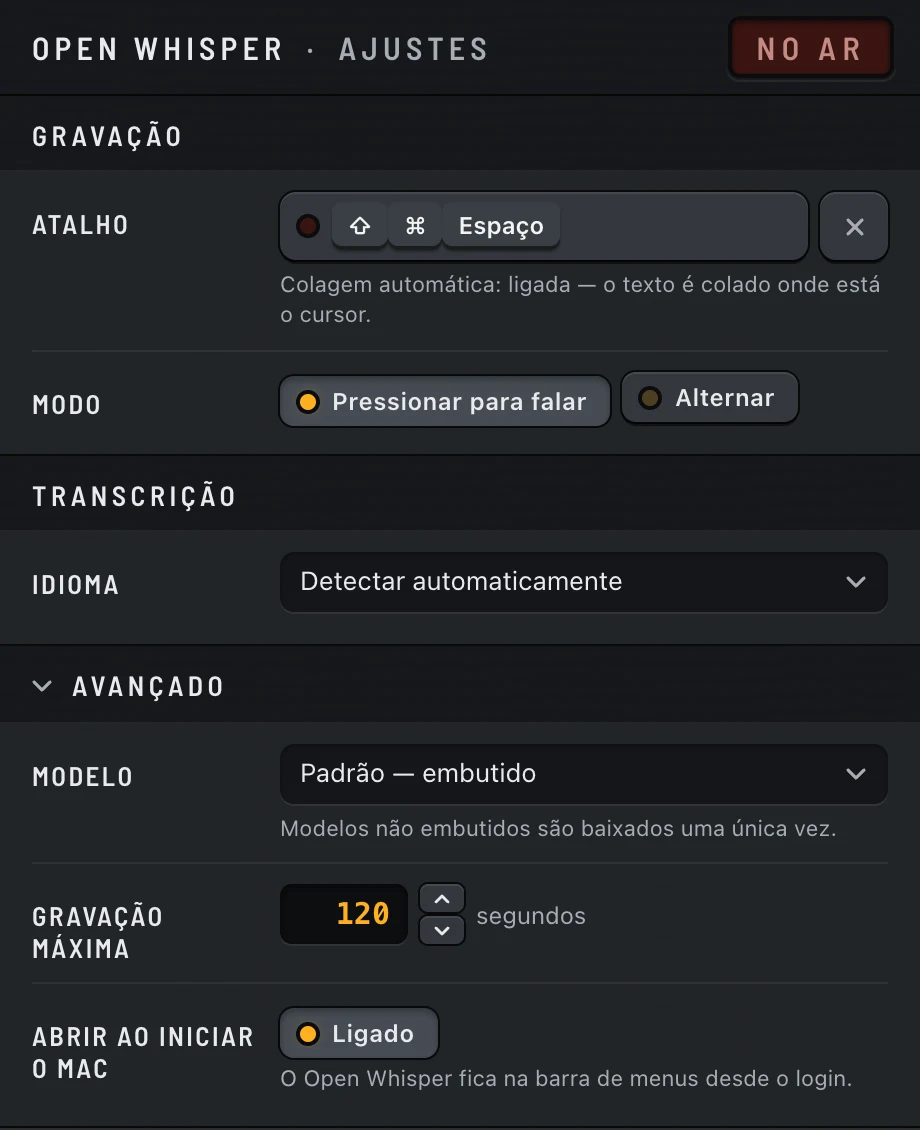 OPEN WHISPER · AJUSTES
NO AR
GRAVAÇÃO
ATALHO
⇧ ⌘ Espaço
Colagem automática: ligada — o texto é colado onde está
o cursor.
MODO
Pressionar para falar
Alternar
TRANSCRIÇÃO
IDIOMA
Detectar automaticamente
AVANÇADO
MODELO
Padrão — embutido
Modelos não embutidos são baixados uma única vez.
GRAVAÇÃO
MÁXIMA
120 segundos
ABRIR AO INICIAR
O MAC
Ligado
O Open Whisper fica na barra de menus desde o login.